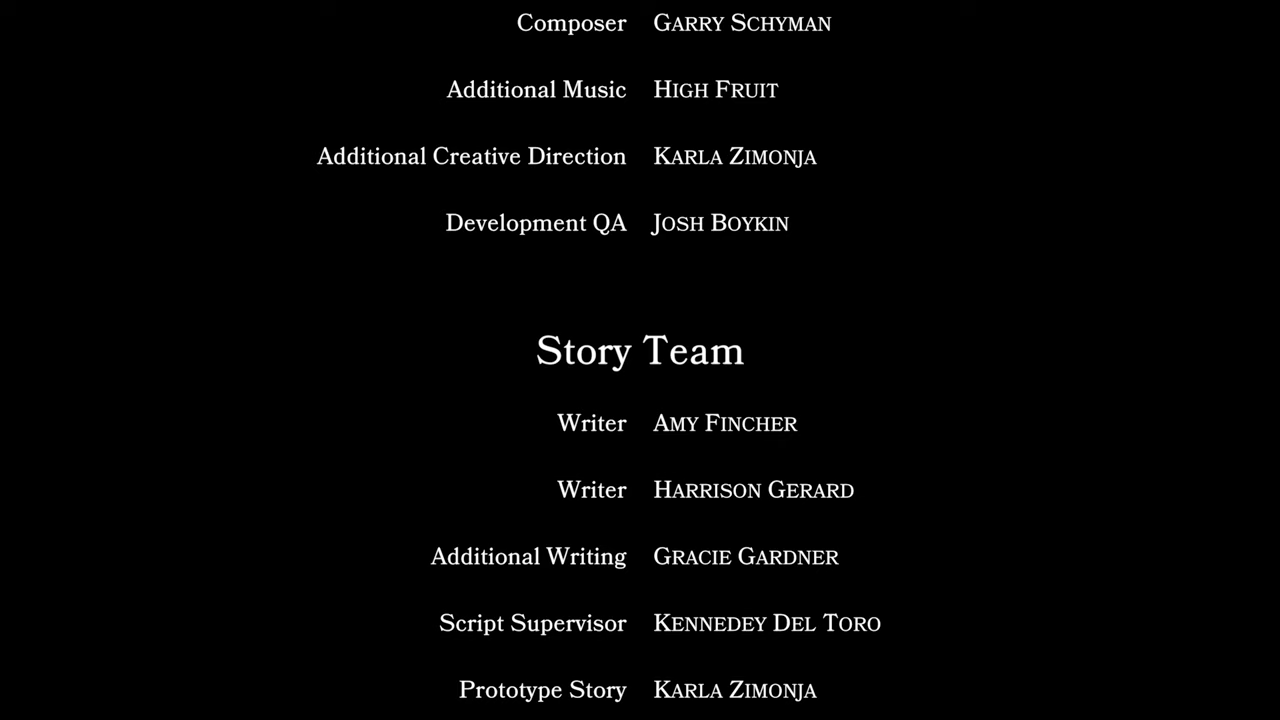 Composer GARRY SCHYMAN
Additional Music HIGH FRUIT
Additional Creative Direction KARLA ZIMONJA
Development QA JOSH BOYKIN
Story Team
Writer AMY FINCHER
Writer HARRISON GERARD
Additional Writing GRACIE GARDNER
Script Supervisor KENNEDEY DEL TORO
Prototype Story KARLA ZIMONJA